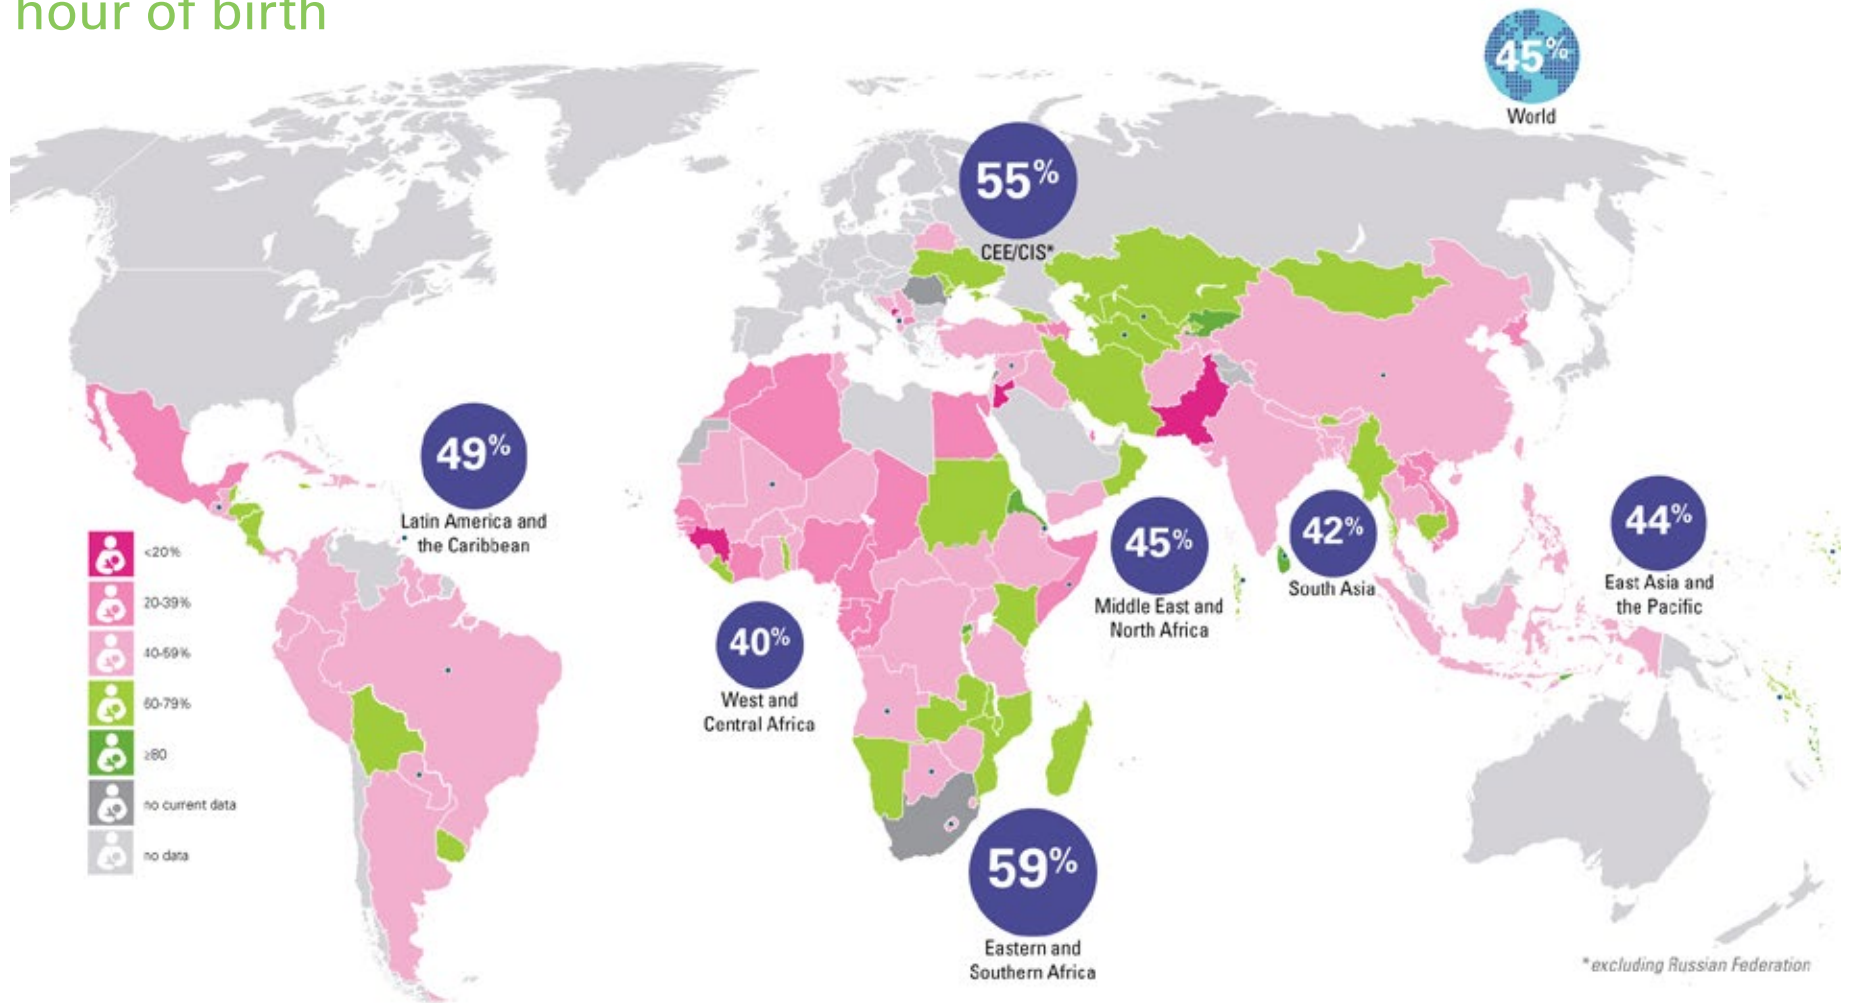 hour of birth
45%
World
55%
CEE/CIS*
49%
Latin America and
the Caribbean
<20%
20-39%
40-59%
60-79%
≥80
no current data
no data
40%
West and
Central Africa
45%
Middle East and
North Africa
42%
South Asia
44%
East Asia and
the Pacific
59%
Eastern and
Southern Africa
*excluding Russian Federation